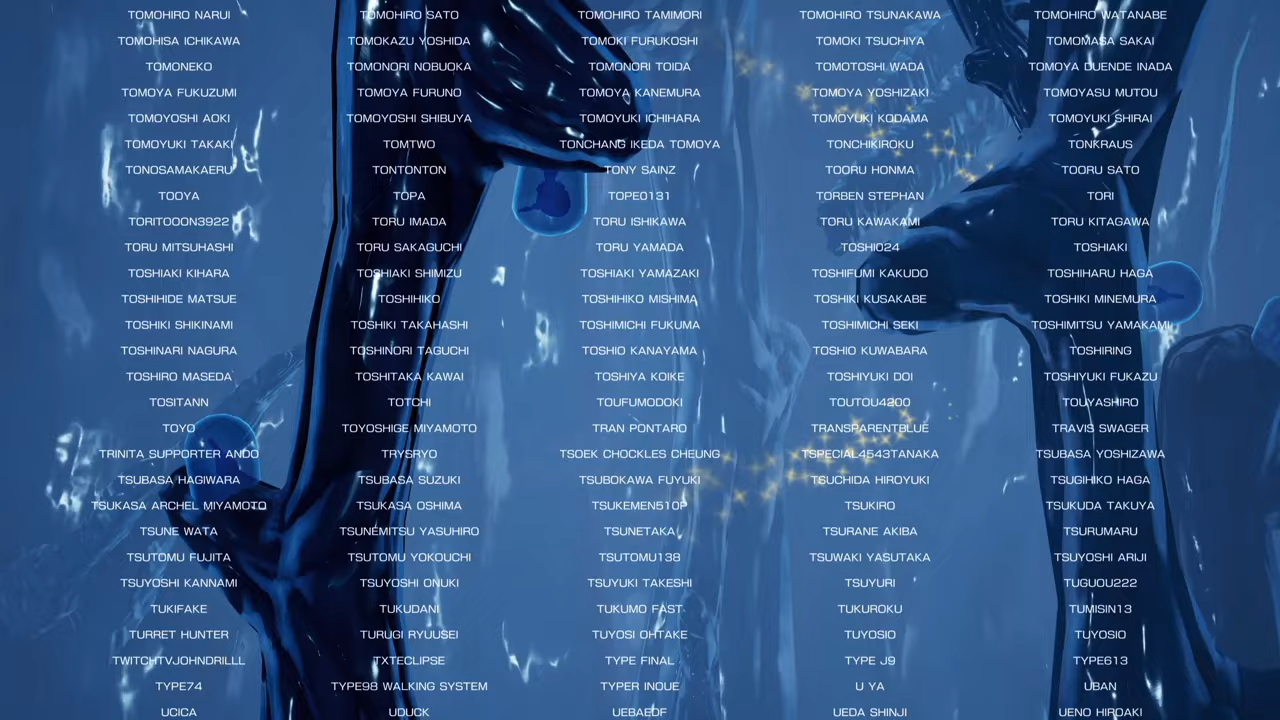 TOMOHIRO NARUI TOMOHIRO SATO TOMOHIRO TAMIMORI TOMOHIRO TSUNAKAWA TOMOHIRO WATANABE
TOMOHISA ICHIKAWA TOMOKAZU YOSHIDA TOMOKI FURUKOSHI TOMOKI TSUCHIYA TOMOMASA SAKAI
TOMONEKO TOMONORI NOBUOKA TOMONORI TOIDA TOMOTOSHI WADA TOMOYA DUENDE INADA
TOMOYA FUKUZUMI TOMOYA FURUNO TOMOYA KANEMURA TOMOYA YOSHIZAKI TOMOYASU MUTOU
TOMOYOSHI AOKI TOMOYOSHI SHIBUYA TOMOYUKI ICHIHARA TOMOYUKI KODAMA TOMOYUKI SHIRAI
TOMOYUKI TAKAKI TOMTWO TONCHANG IKEDA TOMOYA TONCHIKIROKU TONKRAUS
TONOSAMAKAERU TONTONTON TONY SAINZ TOORU HONMA TOORU SATO
TOOYA TOPA TOPE0131 TORBEN STEPHAN TORI
TORITOOON3922 TORU IMADA TORU ISHIKAWA TORU KAWAKAMI TORU KITAGAWA
TORU MITSUHASHI TORU SAKAGUCHI TORU YAMADA TOSHI024 TOSHIAKI
TOSHIAKI KIHARA TOSHIAKI SHIMIZU TOSHIAKI YAMAZAKI TOSHIFUMI KAKUDO TOSHIHARU HAGA
TOSHIHIDE MATSUE TOSHIHIKO TOSHIHIKO MISHIMA TOSHIKI KUSAKABE TOSHIKI MINEMURA
TOSHIKI SHIKINAMI TOSHIKI TAKAHASHI TOSHIMICHI FUKUMA TOSHIMICHI SEKI TOSHIMITSU YAMAKAMI
TOSHINARI NAGURA TOSHINORI TAGUCHI TOSHIO KANAYAMA TOSHIO KUWABARA TOSHIRING
TOSHIRO MASEDA TOSHITAKA KAWAI TOSHIYA KOIKE TOSHIYUKI DOI TOSHIYUKI FUKAZU
TOSITANN TOTCHI TOUFUMODOKI TOUTOU4200 TOUYASHIRO
TOYO TOYOSHIGE MIYAMOTO TRAN PONTARO TRANSPARENTBLUE TRAVIS SWAGER
TRINITA SUPPORTER ANDO TRYSRYO TSOEK CHOCKLES CHEUNG TSPECIAL4543TANAKA TSUBASA YOSHIZAWA
TSUBASA HAGIWARA TSUBASA SUZUKI TSUBOKAWA FUYUKI TSUCHIDA HIROYUKI TSUGIHIKO HAGA
TSUKASA ARCHEL MIYAMOTO TSUKASA OSHIMA TSUKEMEN510P TSUKIRO TSUKUDA TAKUYA
TSUNE WATA TSUNEMITSU YASUHIRO TSUNETAKA TSURANE AKIBA TSURUMARU
TSUTOMU FUJITA TSUTOMU YOKOUCHI TSUTOMU138 TSUWAKI YASUTAKA TSUYOSHI ARIJI
TSUYOSHI KANNAMI TSUYOSHI ONUKI TSUYUKI TAKESHI TSUYURI TUGUOU222
TUKIFAKE TUKUDANI TUKUMO FAST TUKUROKU TUMISIN13
TURRET HUNTER TURUGI RYUUSEI TUYOSI OHTAKE TUYOSIO TUYOSIO
TWITCHTVJOHNDRILLL TXTECLIPSE TYPE FINAL TYPE J9 TYPE613
TYPE74 TYPE98 WALKING SYSTEM TYPER INOUE U YA UBAN
UCICA UDUCK UEBAEDF UEDA SHINJI UENO HIROAKI